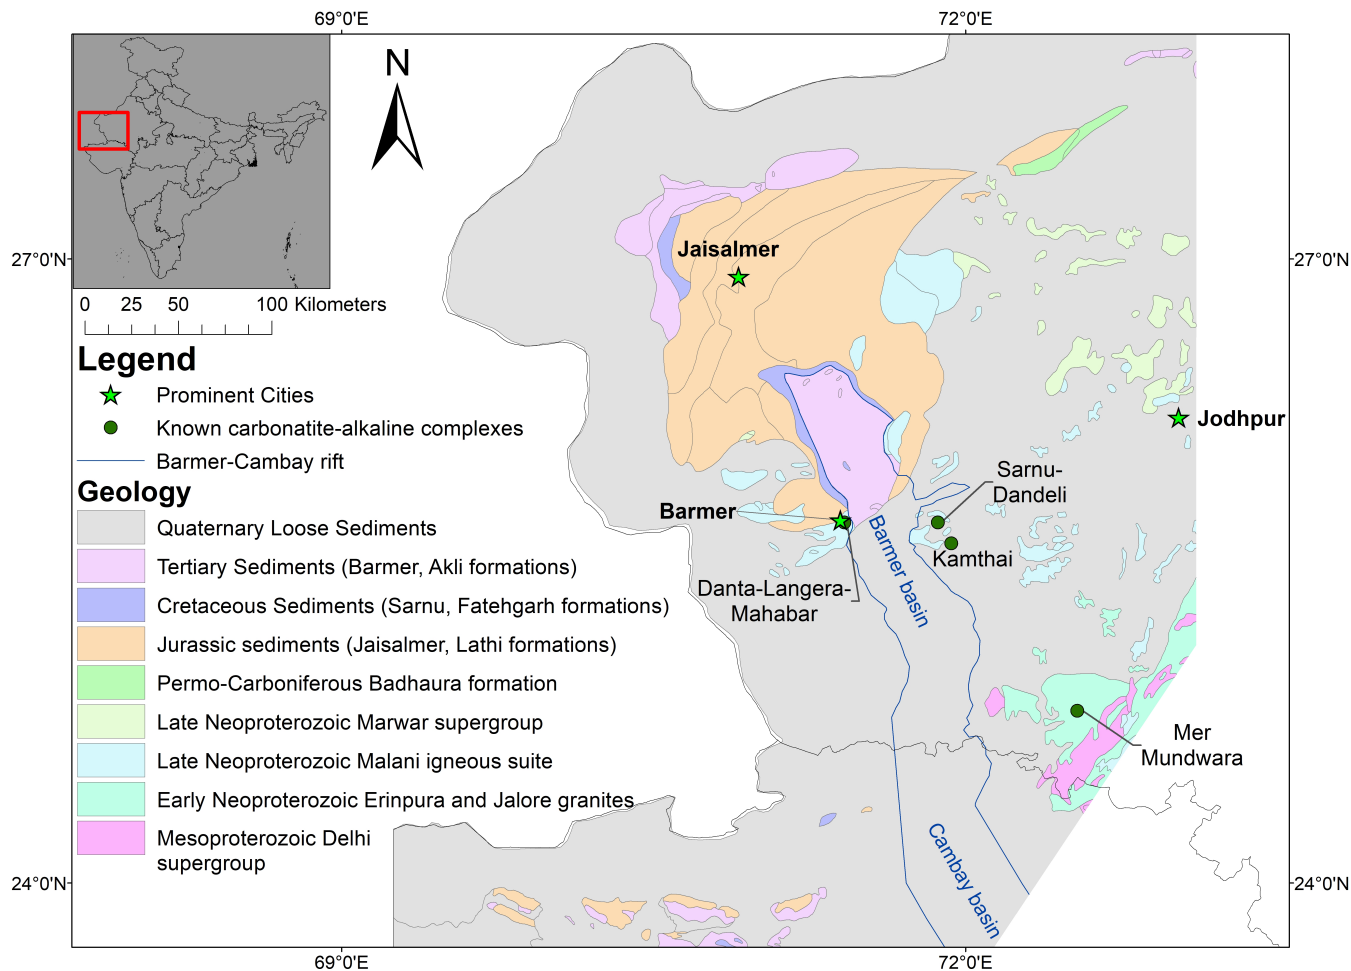 69°0'E
72°0'E
N
27°0'N
27°0'N
Jaisalmer
0 25 50 100 Kilometers
Legend
Prominent Cities
Known carbonatite-alkaline complexes
Barmer-Cambay rift
Geology
Quaternary Loose Sediments
Tertiary Sediments (Barmer, Akli formations)
Cretaceous Sediments (Sarnu, Fatehgarh formations)
Jurassic sediments (Jaisalmer, Lathi formations)
Permo-Carboniferous Badhaura formation
Late Neoproterozoic Marwar supergroup
Late Neoproterozoic Malani igneous suite
Early Neoproterozoic Erinpura and Jalore granites
Mesoproterozoic Delhi
supergroup
Jodhpur
Sarnu-
Dandeli
Barmer
Kamthai
Barmer basin
Danta-Langera-
Mahabar
Mer
Mundwara
Cambay basin
24°0'N
24°0'N
69°0'E
72°0'E